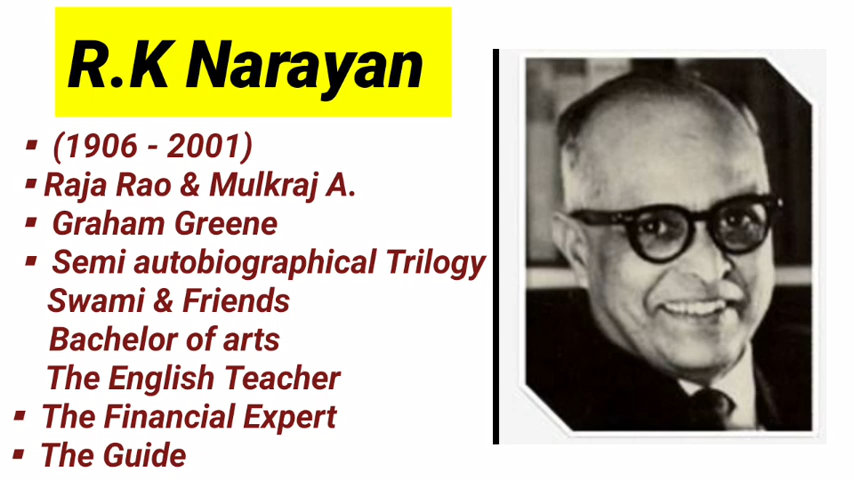 R.K Narayan
▪ (1906 - 2001)
▪ Raja Rao & Mulkraj A.
▪ Graham Greene
▪ Semi autobiographical Trilogy
Swami & Friends
Bachelor of arts
The English Teacher
▪ The Financial Expert
▪ The Guide